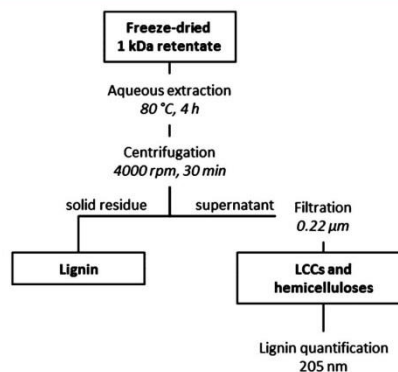 Freeze-dried
1 kDa retentate
Aqueous extraction
80 °C, 4 h
Centrifugation
4000 rpm, 30 min
solid residue
supernatant
Filtration
0.22 µm
Lignin
LCCs and
hemicelluloses
Lignin quantification
205 nm